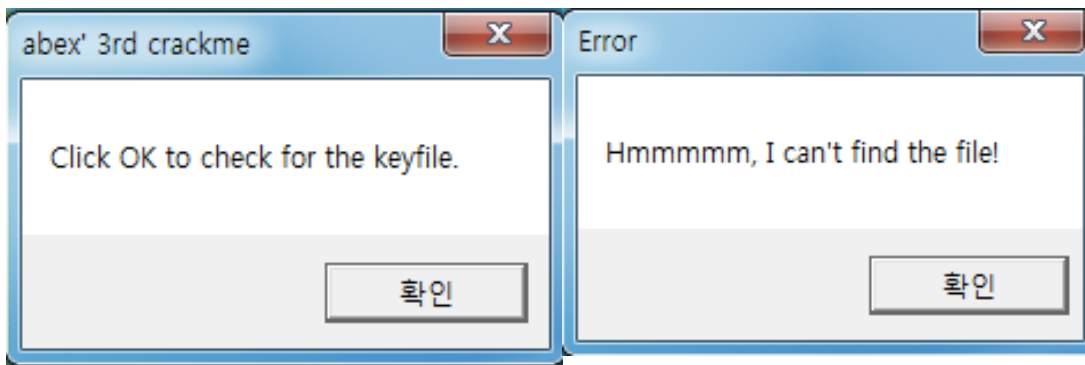 abex' 3rd crackme
Click OK to check for the keyfile.
확인
Error
Hmmmmm, I can't find the file!
확인